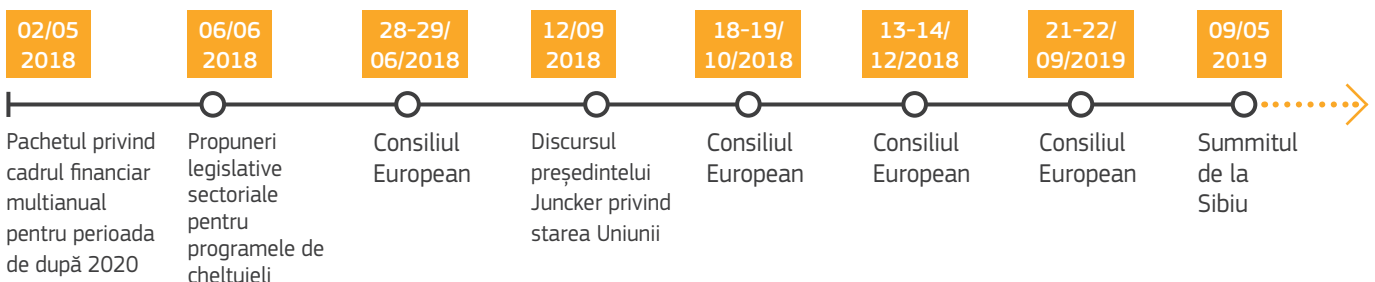 02/05
2018
Pachetul privind
cadrul financiar
multianual
pentru perioada
de după 2020
06/06
2018
Propuneri
legislative
sectoriale
pentru
programele de
cheltuieli
28-29/
06/2018
Consiliul
European
12/09
2018
Discursul
președintelui
Juncker privind
starea Uniunii
18-19/
10/2018
Consiliul
European
13-14/
12/2018
Consiliul
European
21-22/
09/2019
Consiliul
European
09/05
2019
Summitul
de la
Sibiu